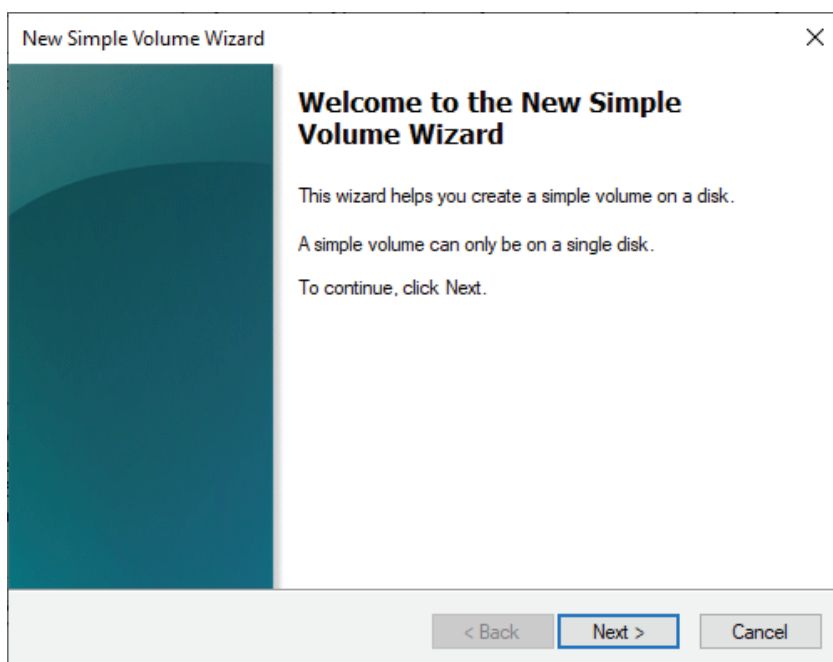 New Simple Volume Wizard
Welcome to the New Simple
Volume Wizard
This wizard helps you create a simple volume on a disk.
A simple volume can only be on a single disk.
To continue, click Next.
< Back
Next >
Cancel